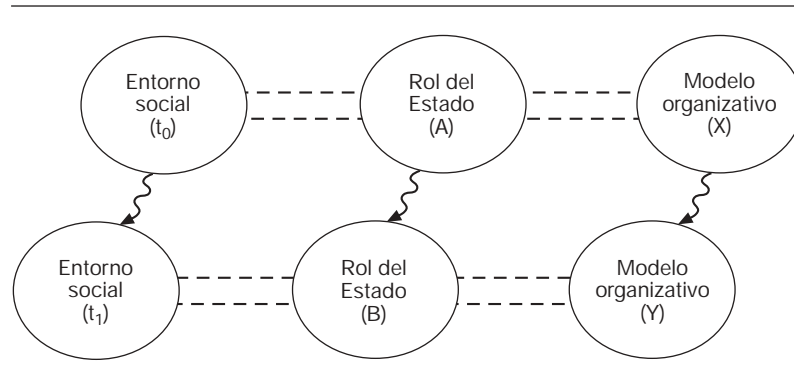 Entorno
social
(t₀)
Rol del
Estado
(A)
Modelo
organizativo
(X)
Entorno
social
(t₁)
Rol del
Estado
(B)
Modelo
organizativo
(Y)